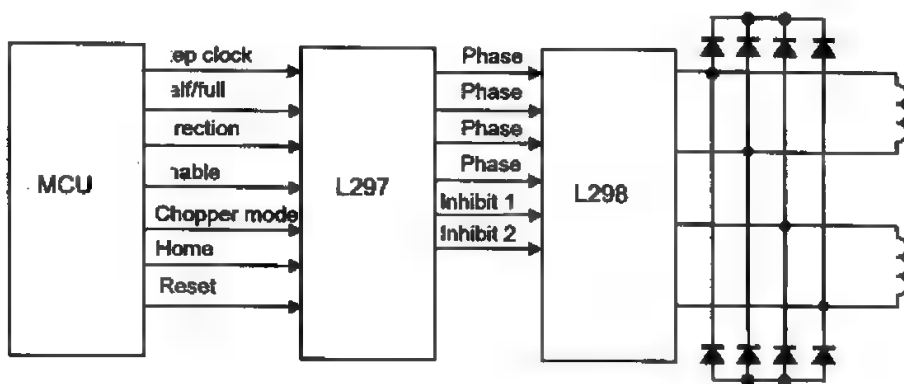 MCU
ep clock
alf/full
rection
nable
Chopper mode
Home
Reset
L297
Phase
Phase
Phase
Phase
Inhibit 1
Inhibit 2
L298